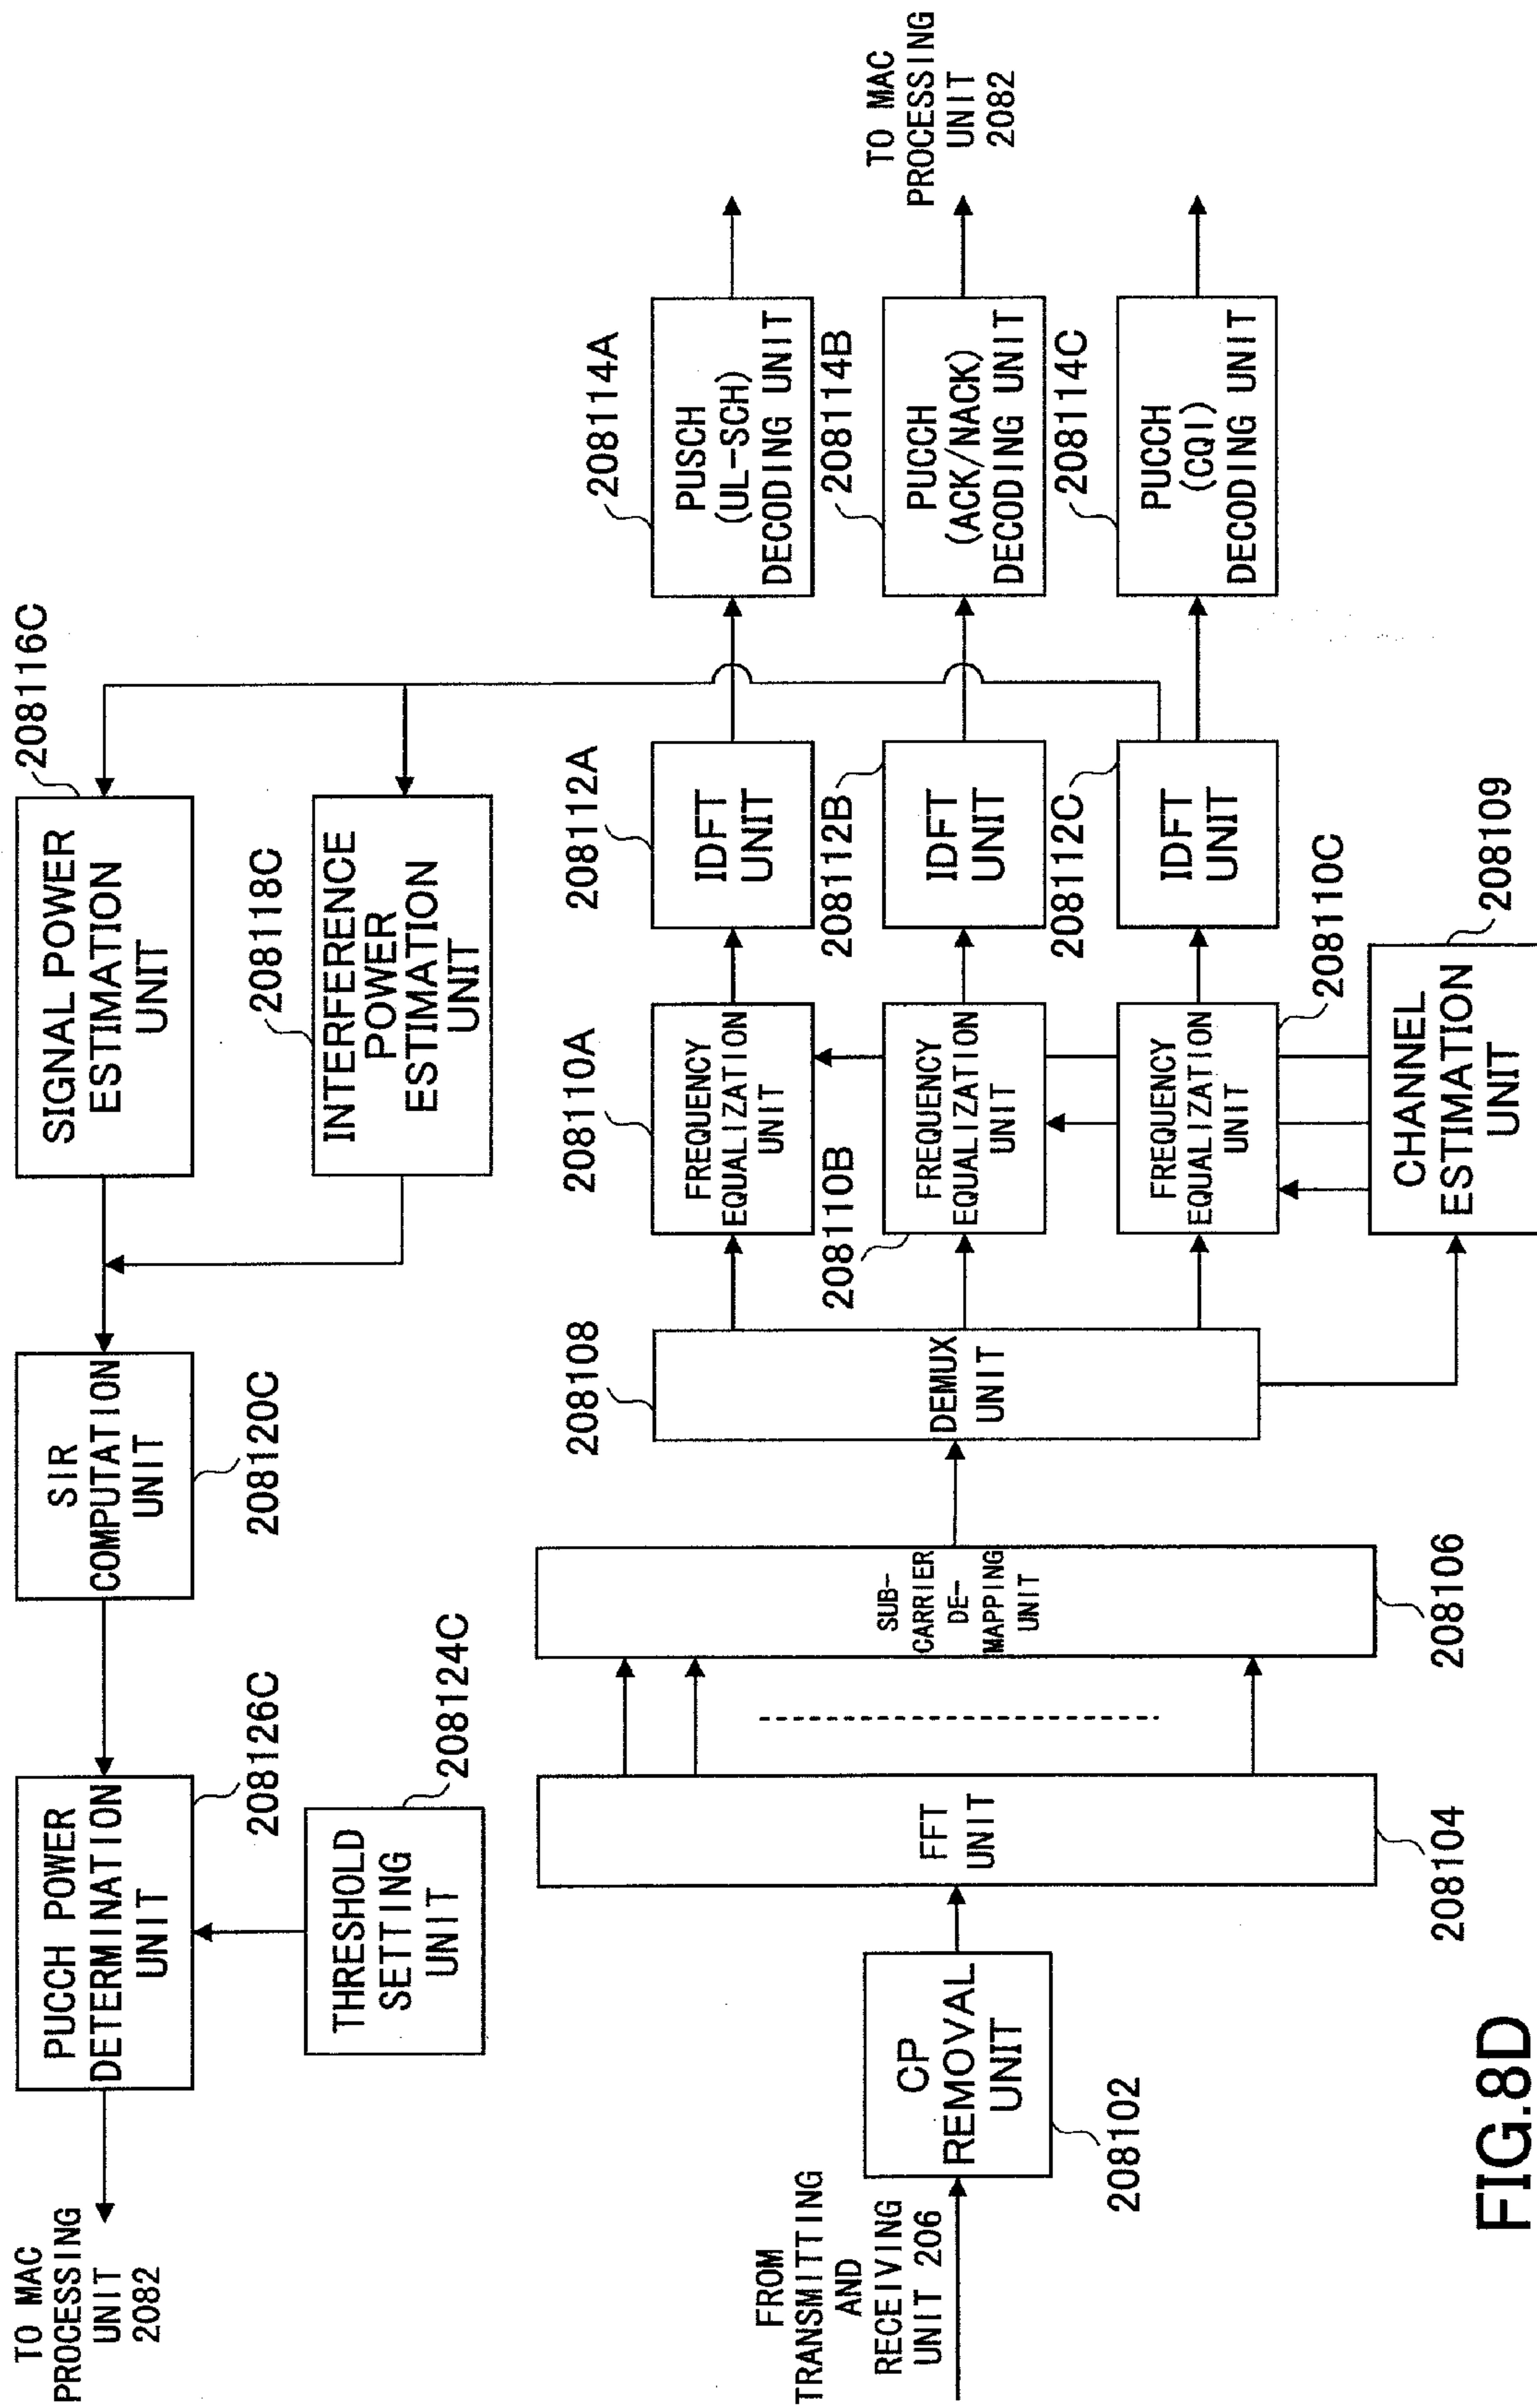 TO MAC
PROCESSING
UNIT
2082
PUCCH POWER
DETERMINATION
UNIT
208126C
THRESHOLD
SETTING
UNIT
208124C
SIR
COMPUTATION
UNIT
208120C
SIGNAL POWER
ESTIMATION
UNIT
208116C
INTERFERENCE
POWER
ESTIMATION
UNIT
208118C
FROM
TRANSMITTING
AND
RECEIVING
UNIT 206
CP
REMOVAL
UNIT
208102
FFT
UNIT
208104
SUB-
CARRIER
DE-
MAPPING
UNIT
208106
DEMUX
UNIT
208108
FREQUENCY
EQUALIZATION
UNIT
208110A
FREQUENCY
EQUALIZATION
UNIT
208110B
FREQUENCY
EQUALIZATION
UNIT
208110C
CHANNEL
ESTIMATION
UNIT
208109
IDFT
UNIT
208112A
IDFT
UNIT
208112B
IDFT
UNIT
208112C
PUSCH
(UL-SCH)
DECODING UNIT
208114A
PUCCH
(ACK/NACK)
DECODING UNIT
208114B
PUCCH
(CQI)
DECODING UNIT
208114C
TO MAC
PROCESSING
UNIT
2082
FIG.8D